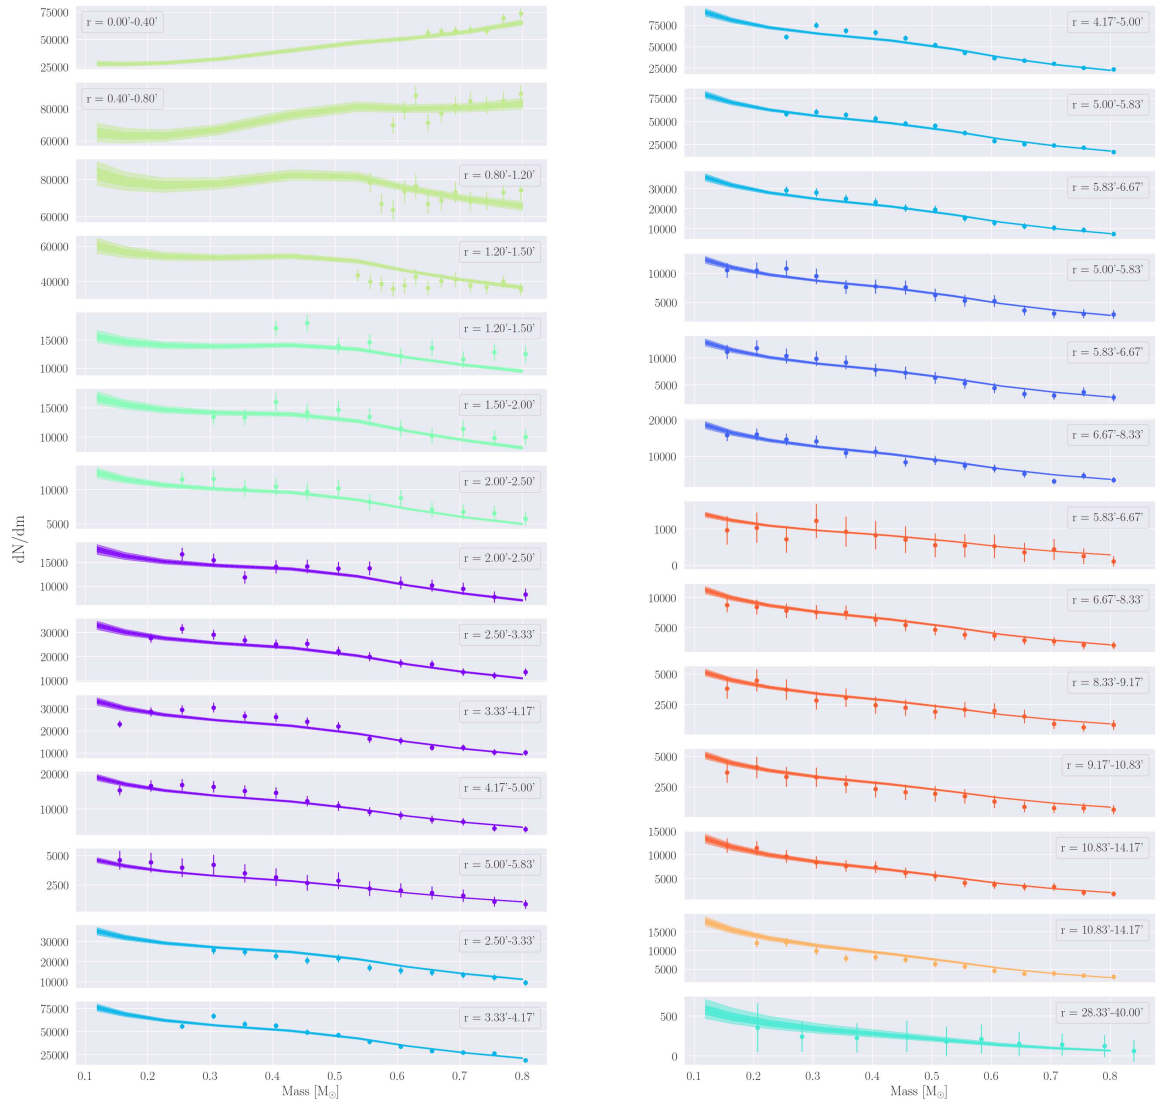 75000
50000
25000
r = 0.00’-0.40’
80000
60000
r = 0.40’-0.80’
80000
60000
r = 0.80’-1.20’
60000
40000
r = 1.20’-1.50’
15000
10000
r = 1.20’-1.50’
15000
10000
r = 1.50’-2.00’
10000
5000
r = 2.00’-2.50’
dN/dm
15000
10000
r = 2.00’-2.50’
30000
20000
10000
r = 2.50’-3.33’
30000
20000
10000
r = 3.33’-4.17’
20000
10000
r = 4.17’-5.00’
5000
2500
r = 5.00’-5.83’
30000
20000
10000
r = 2.50’-3.33’
75000
50000
25000
r = 3.33’-4.17’
0.1 0.2 0.3 0.4 0.5 0.6 0.7 0.8
Mass [M☉]
75000
50000
25000
r = 4.17’-5.00’
75000
50000
25000
r = 5.00’-5.83’
30000
20000
10000
r = 5.83’-6.67’
10000
5000
r = 5.00’-5.83’
10000
5000
r = 5.83’-6.67’
20000
10000
r = 6.67’-8.33’
1000
0
r = 5.83’-6.67’
10000
5000
r = 6.67’-8.33’
5000
2500
r = 8.33’-9.17’
5000
2500
r = 9.17’-10.83’
15000
10000
5000
r = 10.83’-14.17’
15000
10000
5000
r = 10.83’-14.17’
500
0
r = 28.33’-40.00’
0.1 0.2 0.3 0.4 0.5 0.6 0.7 0.8
Mass [M☉]